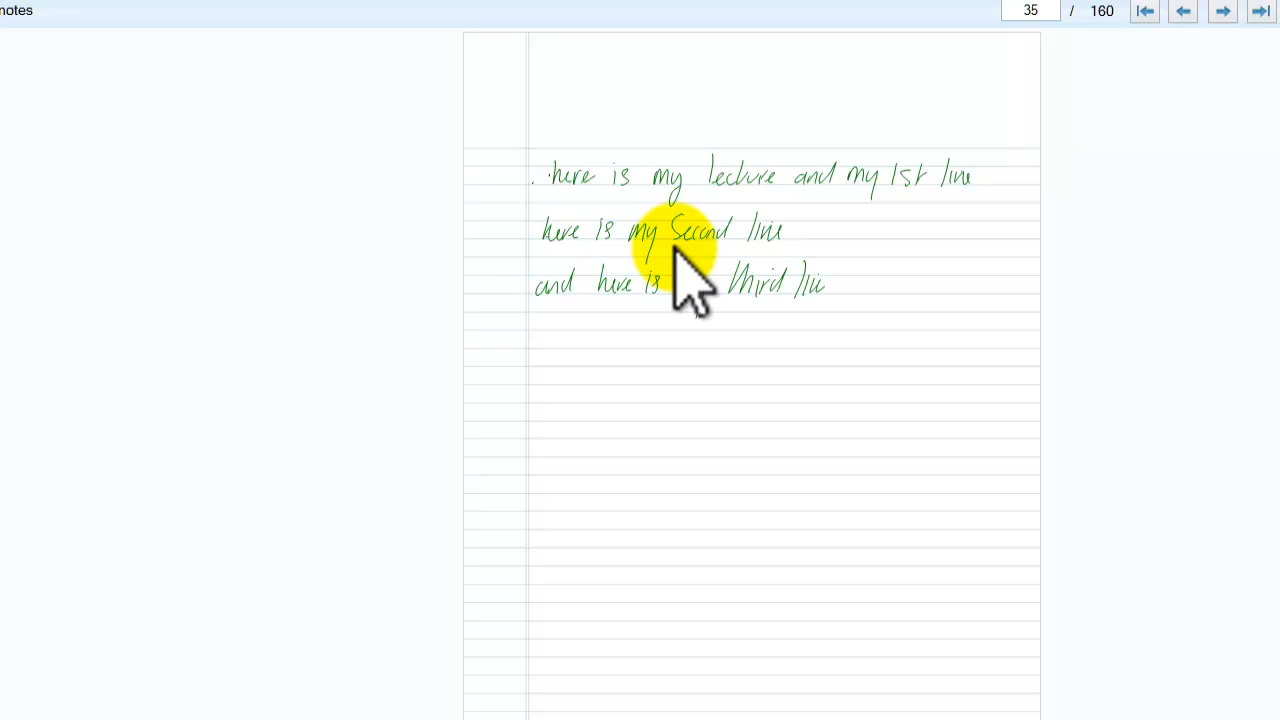 notes 35 / 160
here is my lecture and my 1st line
here is my Second line
and here is third line